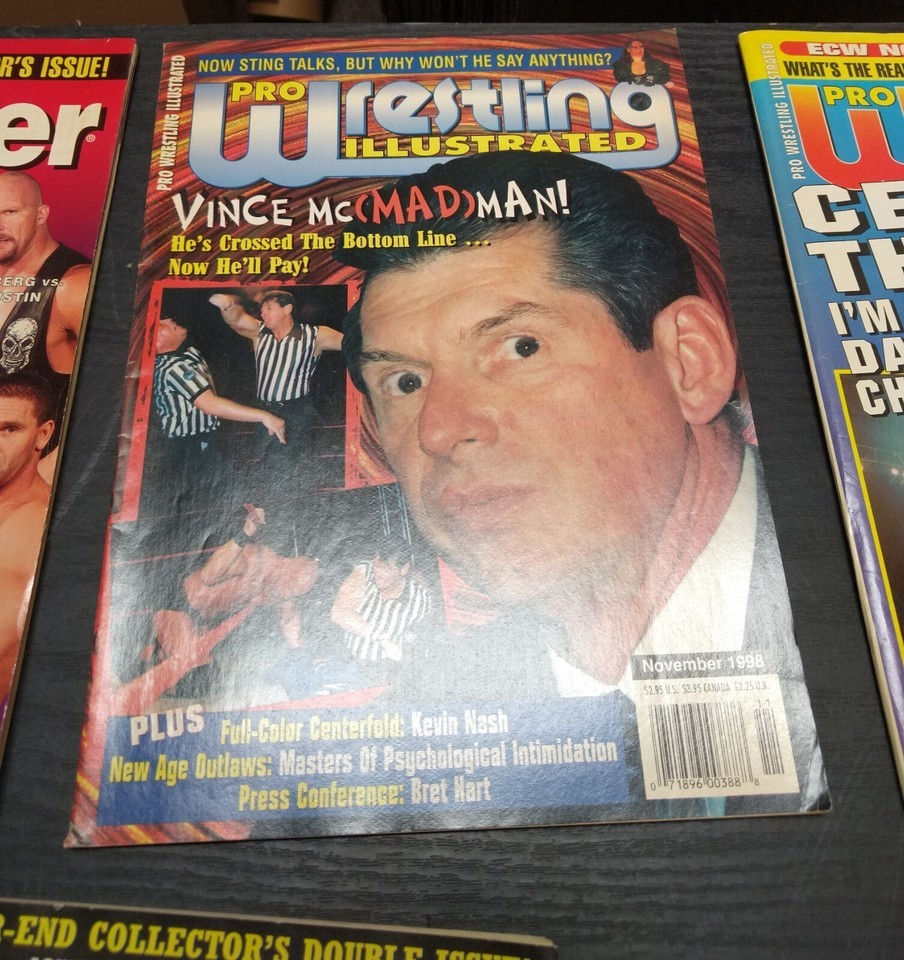 R'S ISSUE!
er®
ERG vs.
STIN
PRO WRESTLING ILLUSTRATED
NOW STING TALKS, BUT WHY WON'T HE SAY ANYTHING?
PRO
Wrestling
ILLUSTRATED
VINCE MC(MAD)MAN!
He's Crossed The Bottom Line ...
Now He'll Pay!
November 1998
$2.95 U.S. $3.95 CANADA £2.25 U.K.
11
0 71896 00388 8
PLUS
Full-Color Centerfold: Kevin Nash
New Age Outlaws: Masters Of Psychological Intimidation
Press Conference: Bret Hart
PRO WRESTLING ILLUSTRATED
ECW NO
WHAT'S THE REA
PRO
W
CE
TH
I'M
DA
CH
R-END COLLECTOR'S DOUBLE ISSUE!